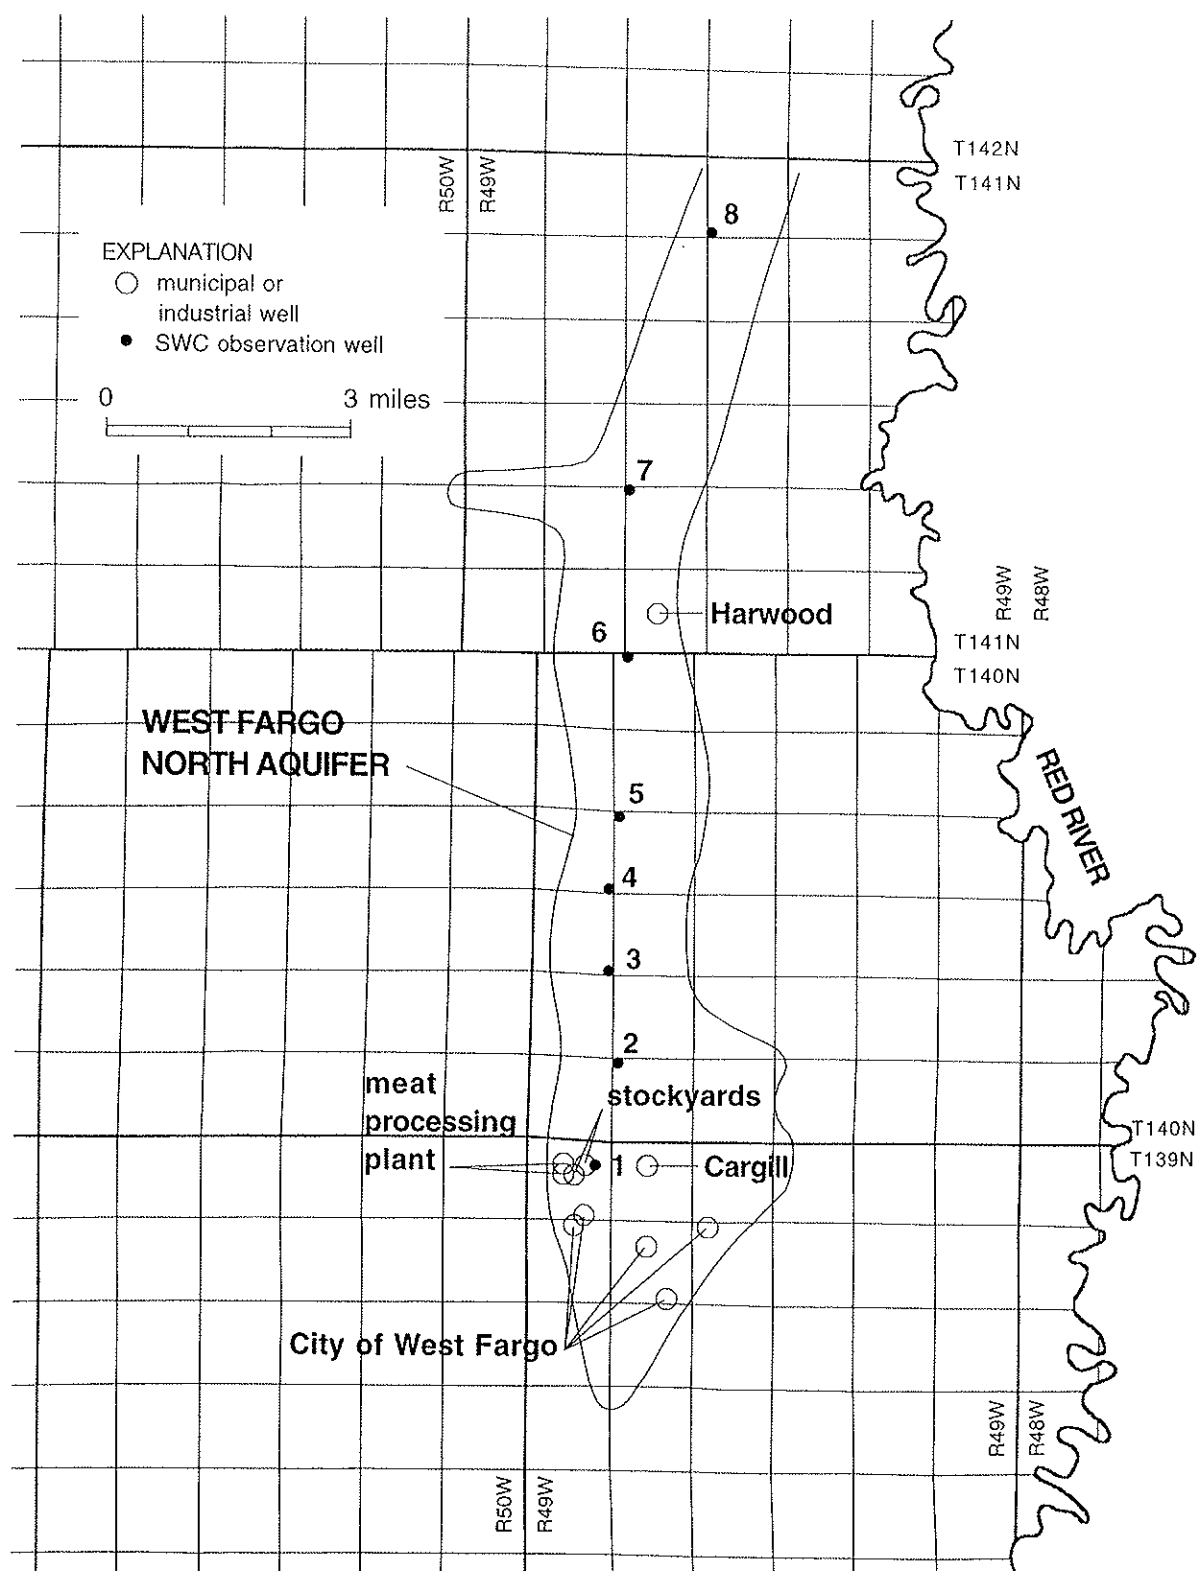 T142N
T141N
R50W
R49W
8
EXPLANATION
municipal or
industrial well
SWC observation well
0 3 miles
7
R49W
R48W
Harwood
6
T141N
T140N
WEST FARGO
NORTH AQUIFER
RED RIVER
5
4
3
2
meat
processing
plant
stockyards
T140N
T139N
1
Cargill
City of West Fargo
R49W
R48W
R50W
R49W